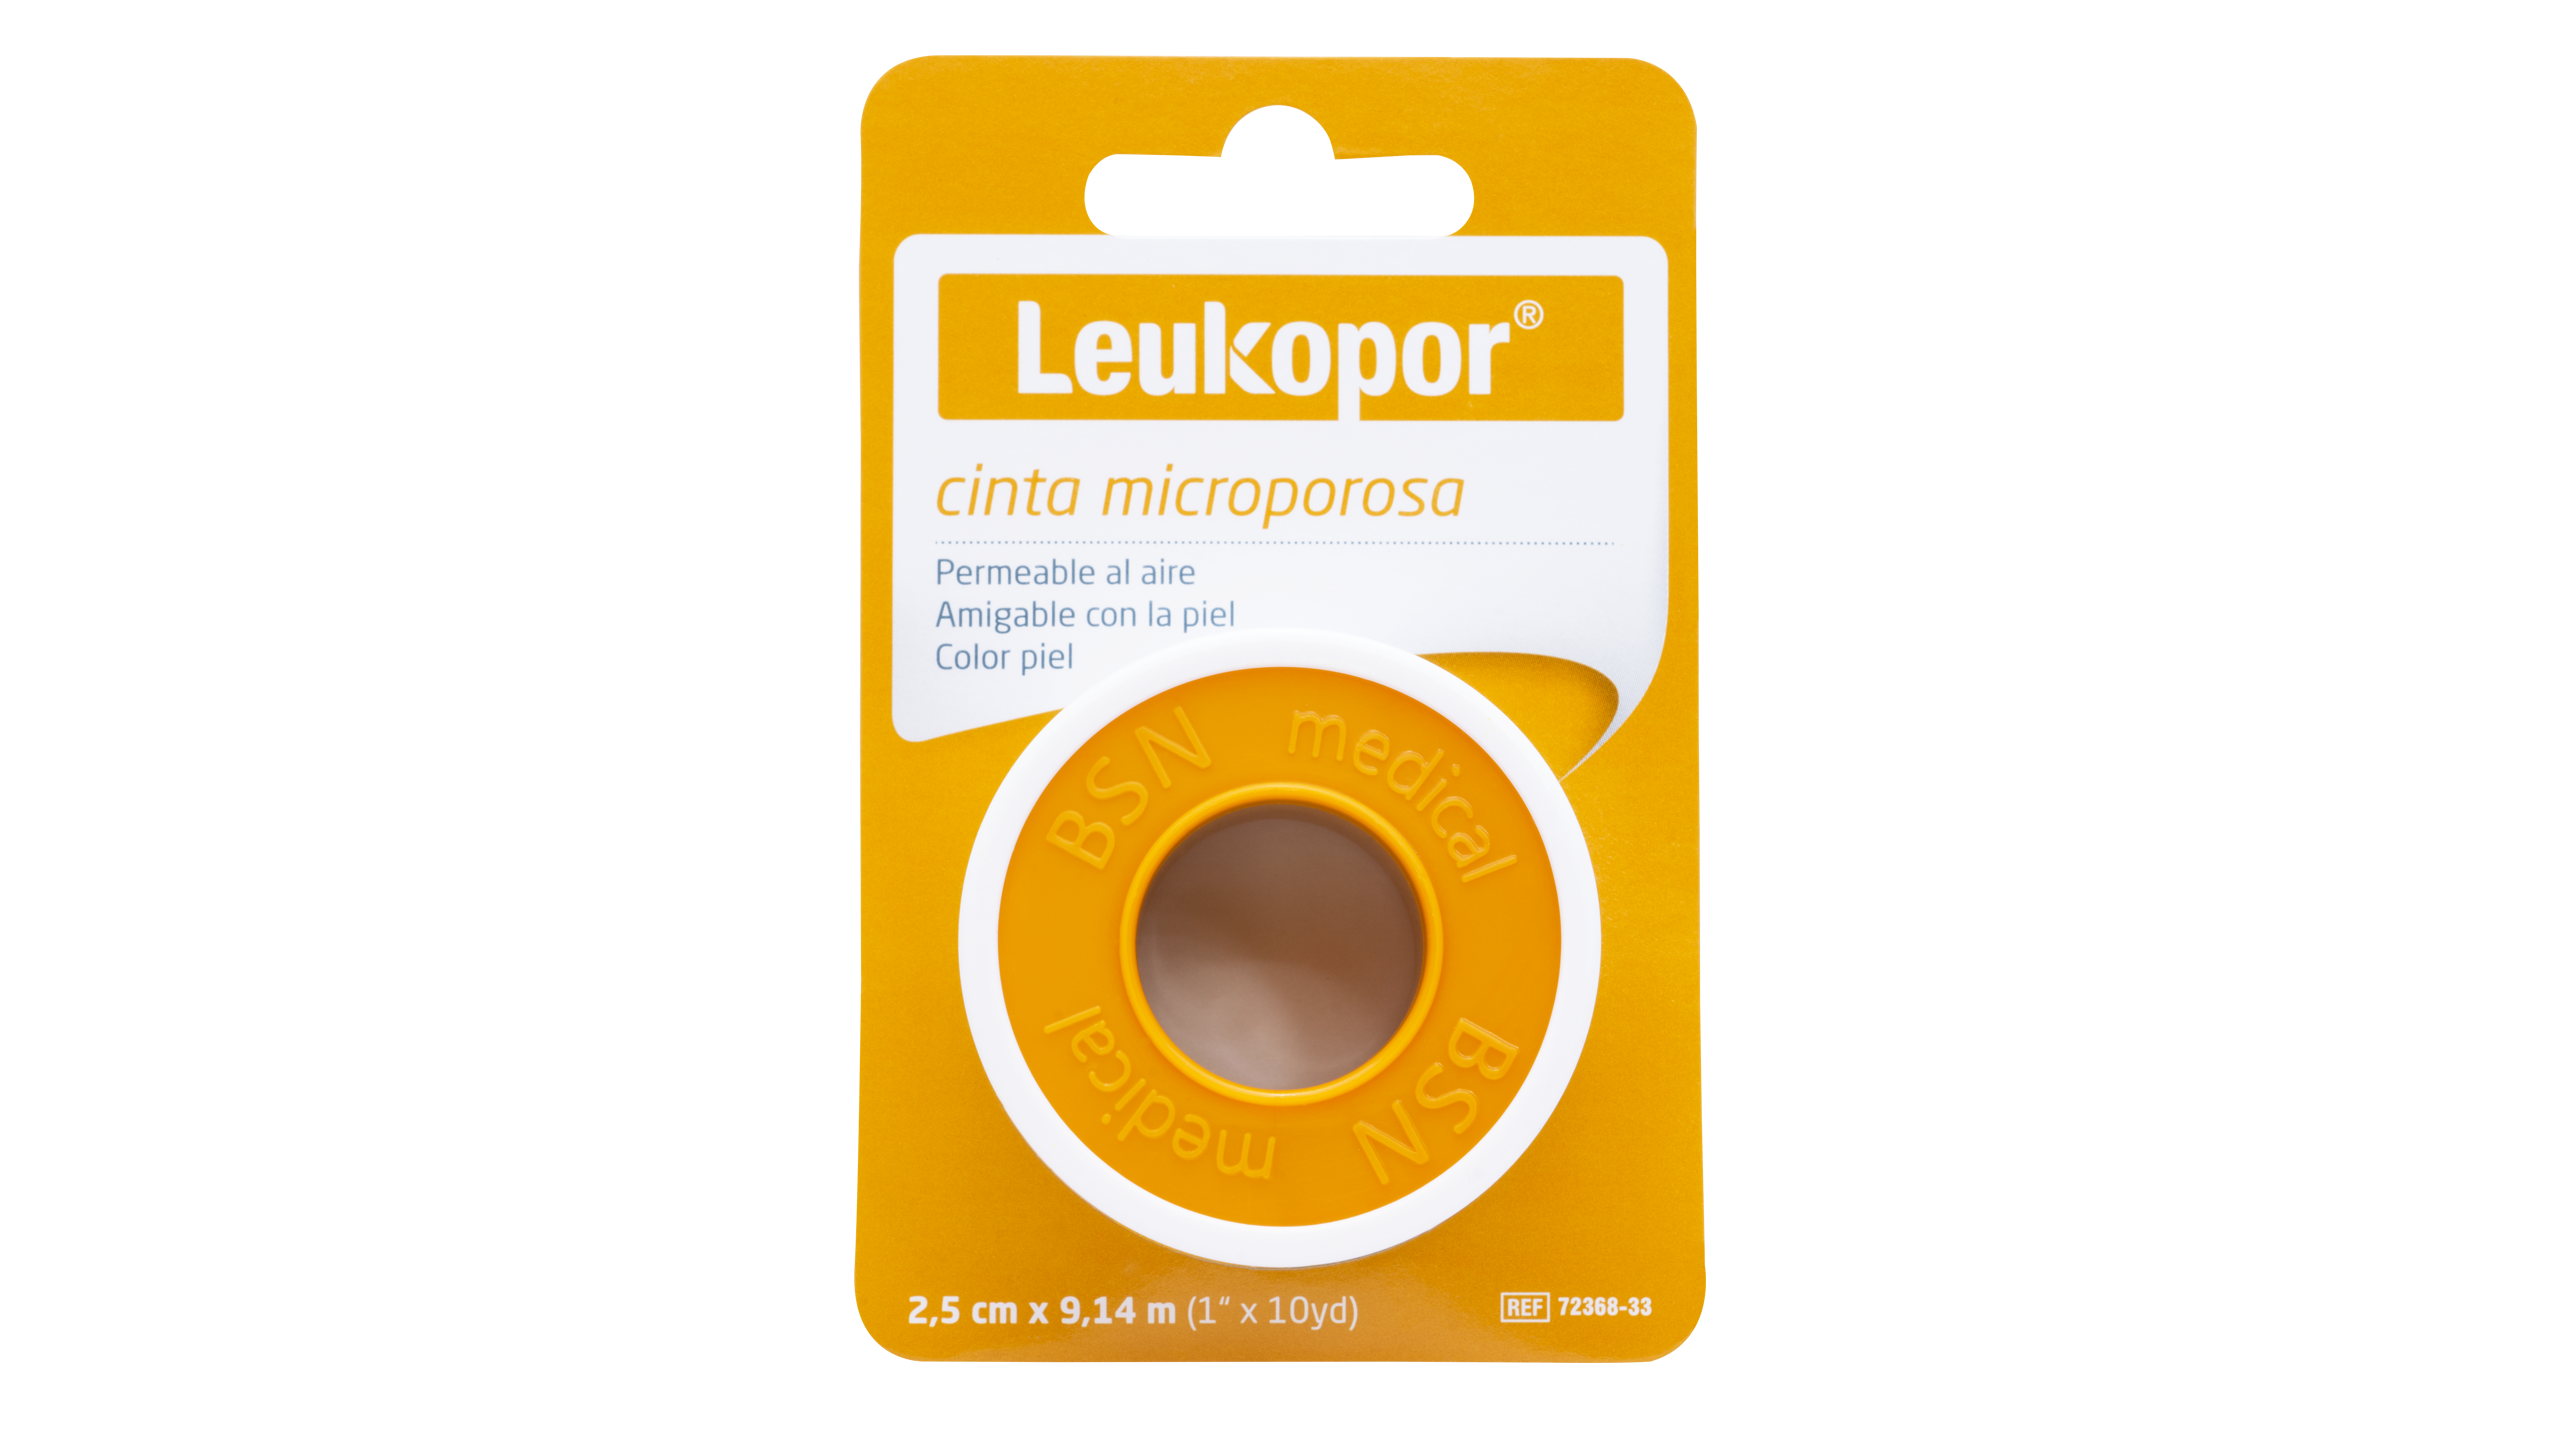 Leukopor®
cinta microporosa
Permeable al aire
Amigable con la piel
Color piel
BSN medical
BSN medical
2,5 cm x 9,14 m (1“ x 10yd)
REF 72368-33